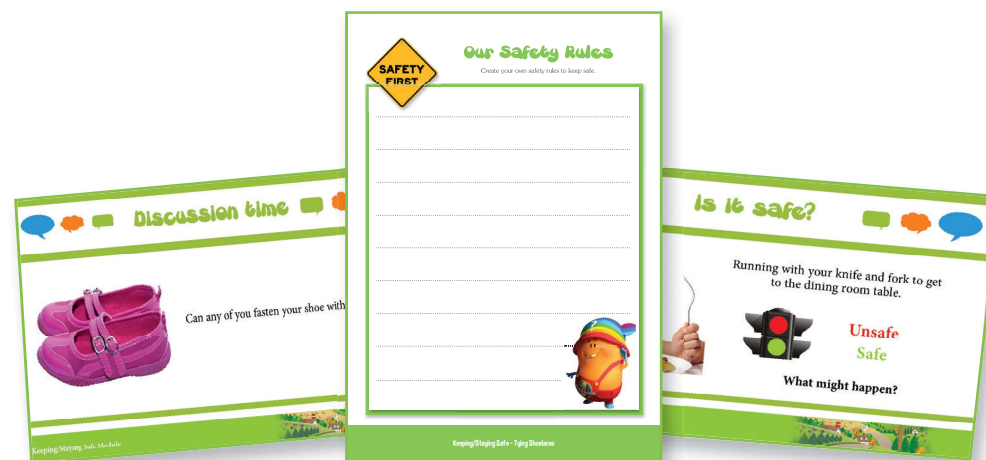 Discussion time
Can any of you fasten your shoe with
Keeping/Staying Safe Module
SAFETY
FIRST
Our Safety Rules
Create your own safety rules to keep safe.
Keeping/Staying Safe - Tying Shoelaces
Is it safe?
Running with your knife and fork to get
to the dining room table.
Unsafe
Safe
What might happen?